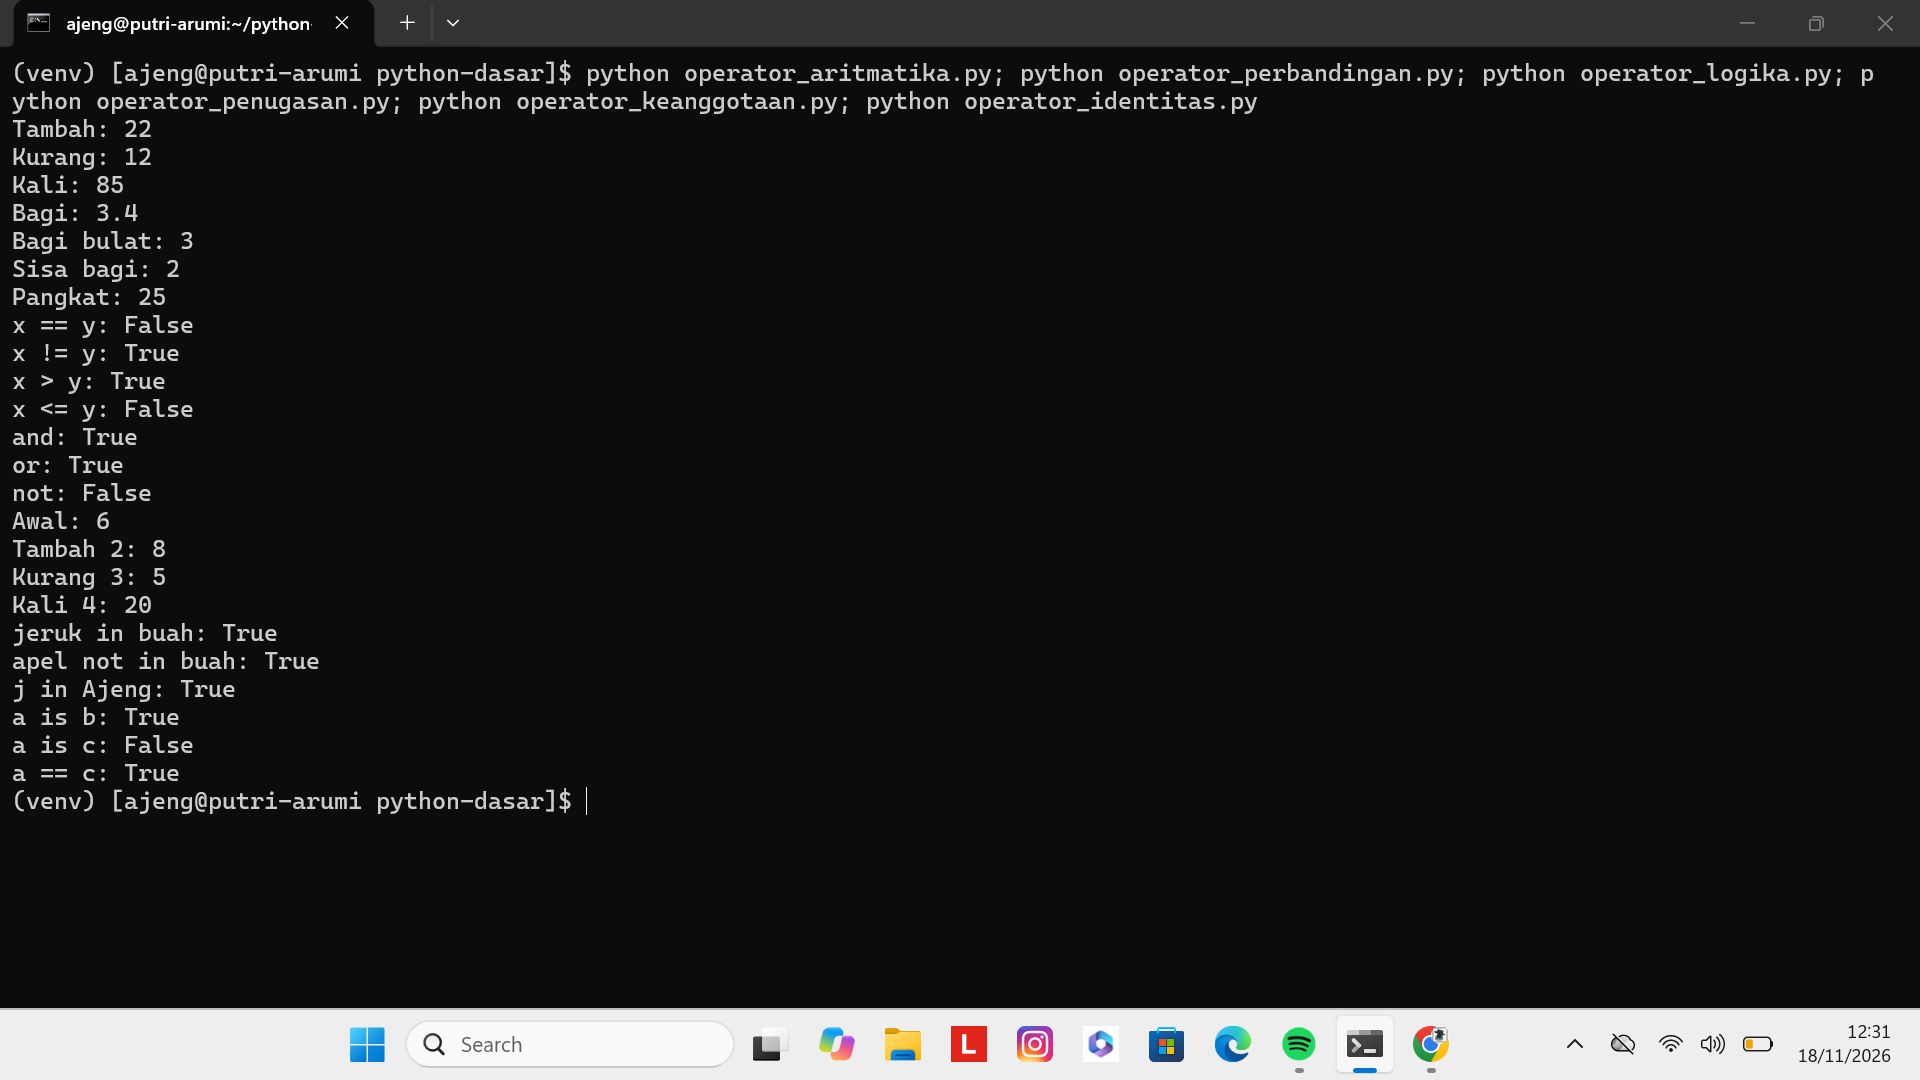 ajeng@putri-arumi:~/python
(venv) [ajeng@putri-arumi python-dasar]$ python operator_aritmatika.py; python operator_perbandingan.py; python operator_logika.py; p
ython operator_penugasan.py; python operator_keanggotaan.py; python operator_identitas.py
Tambah: 22
Kurang: 12
Kali: 85
Bagi: 3.4
Bagi bulat: 3
Sisa bagi: 2
Pangkat: 25
x == y: False
x != y: True
x > y: True
x <= y: False
and: True
or: True
not: False
Awal: 6
Tambah 2: 8
Kurang 3: 5
Kali 4: 20
jeruk in buah: True
apel not in buah: True
j in Ajeng: True
a is b: True
a is c: False
a == c: True
(venv) [ajeng@putri-arumi python-dasar]$
Search
L
12:31
18/11/2026